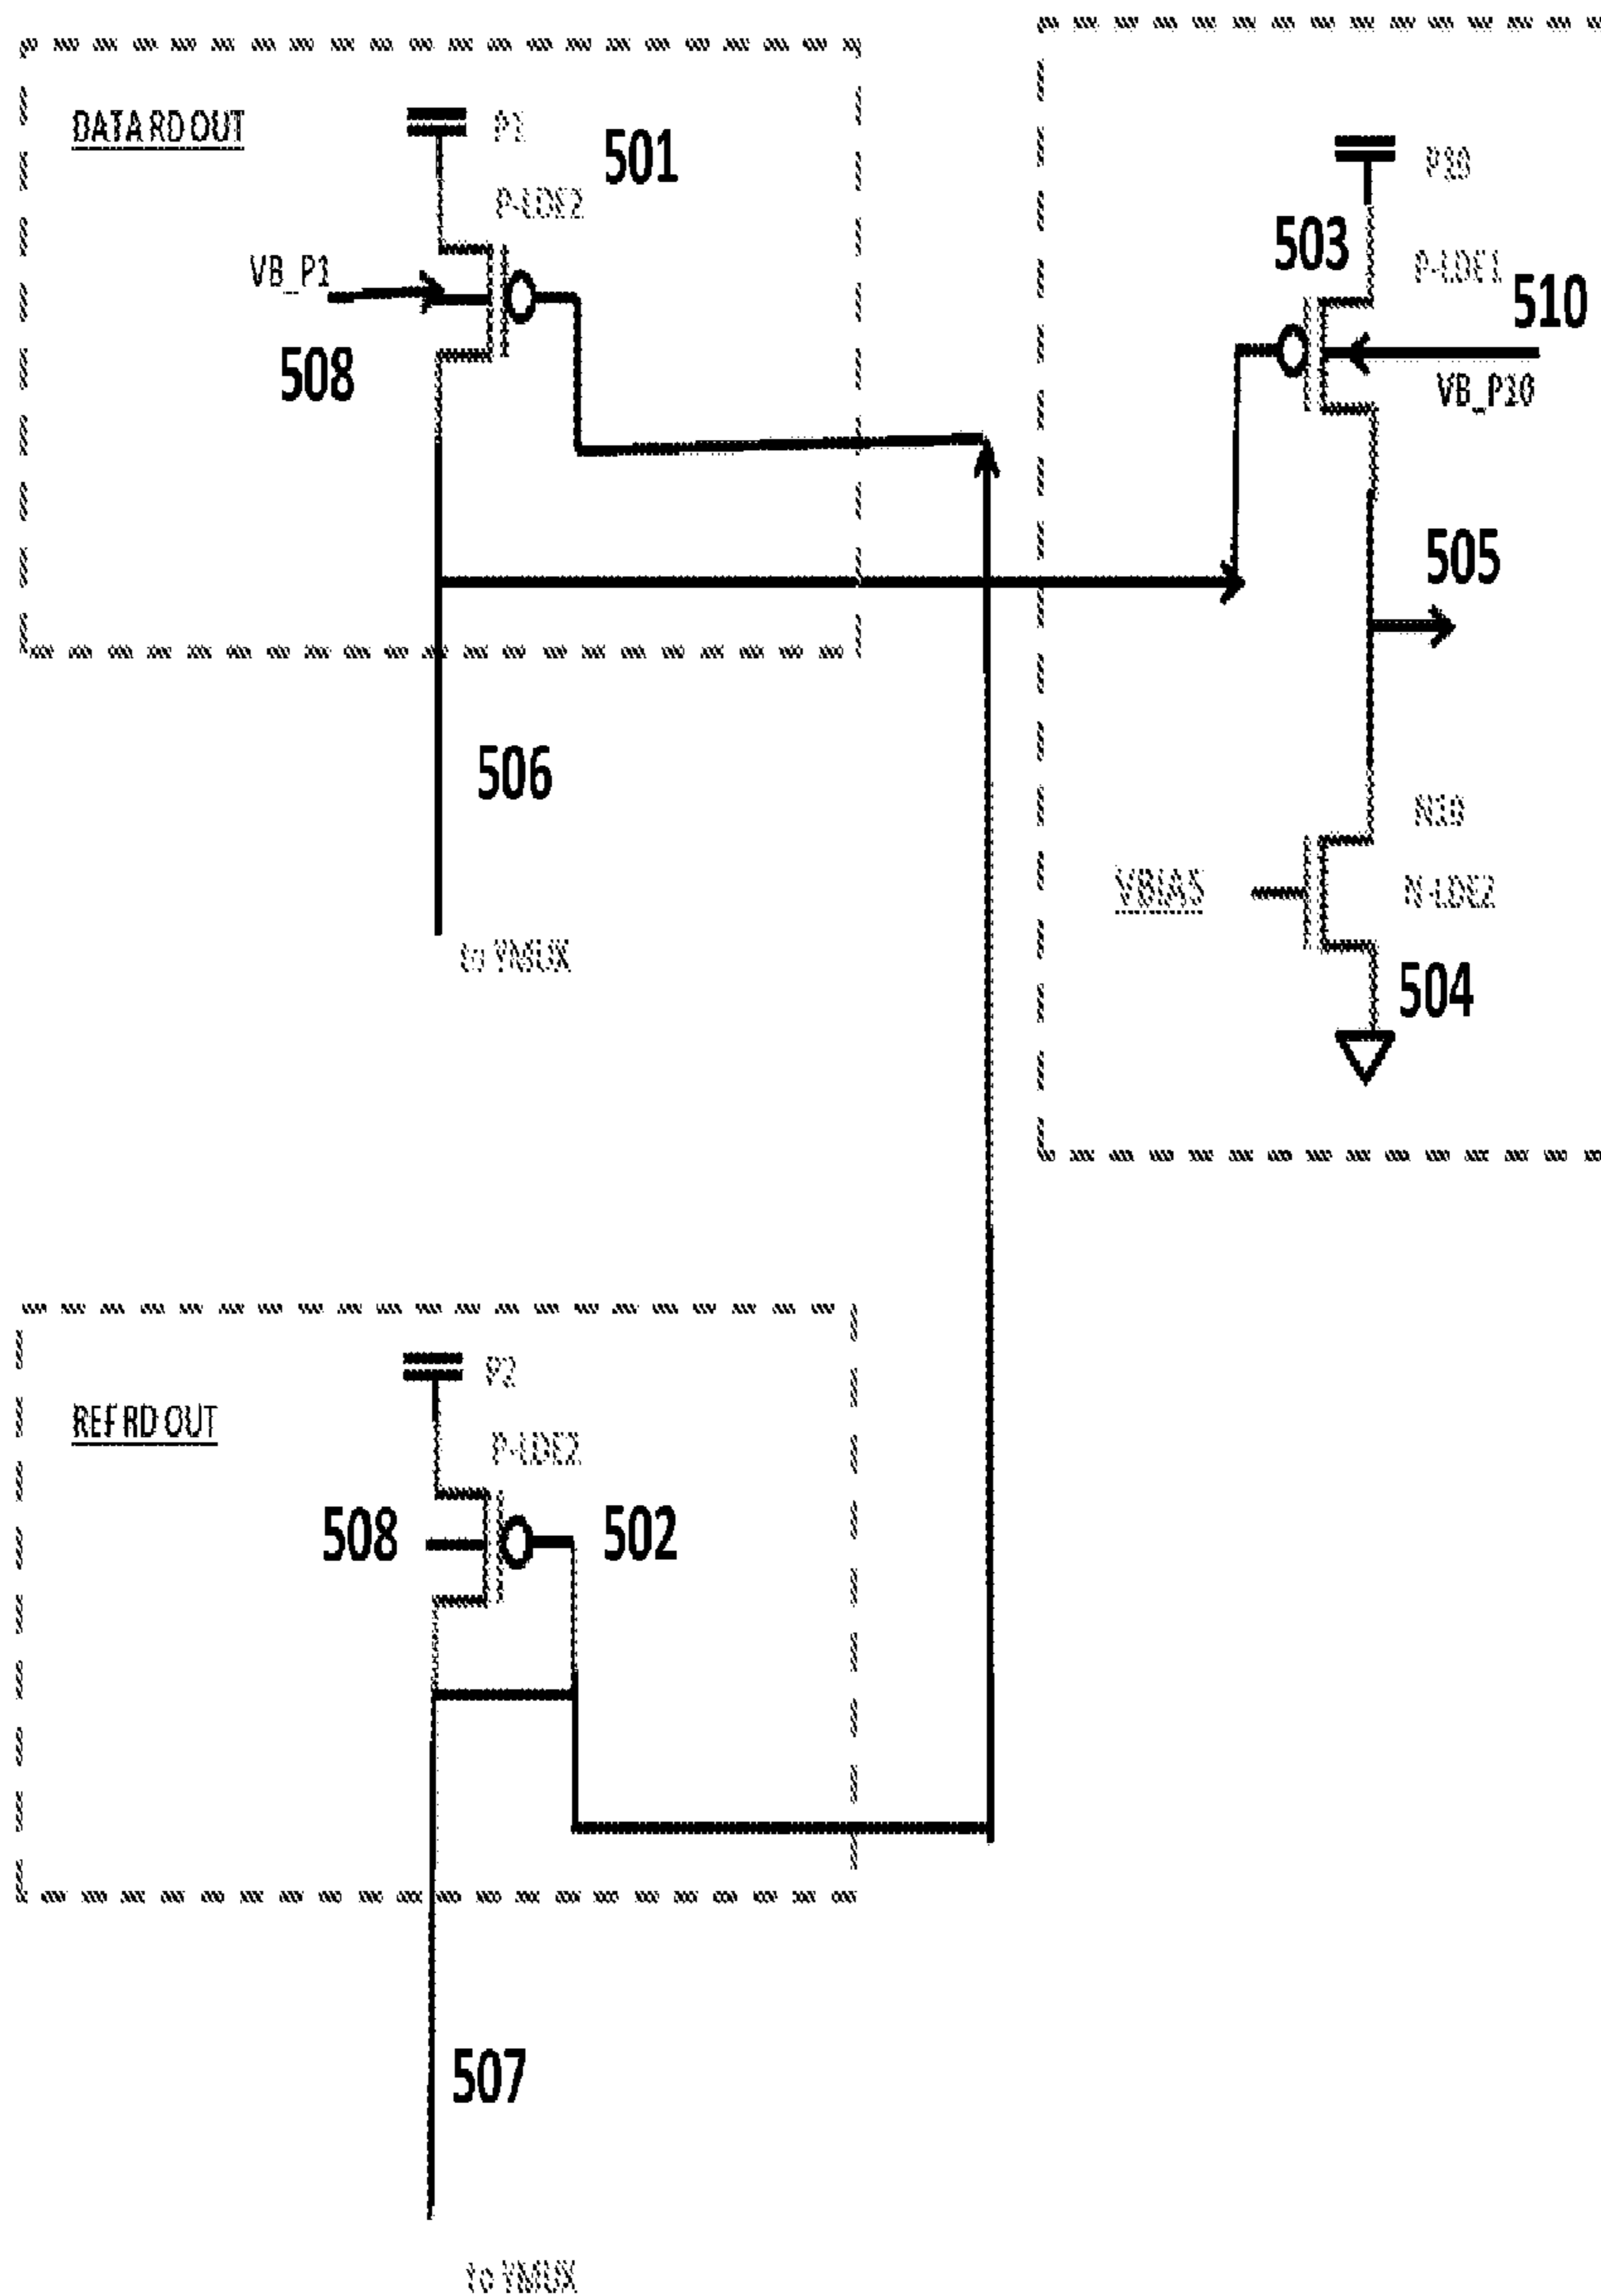 DATA RD OUT
P1
501
P-LDE2
VB_P1
508
506
to YMUX
P10
503
P-LDE1
510
VB_P10
505
N10
VBIAS
N-LDE2
504
REF RD OUT
P2
P-LDE2
508
502
507
to YMUX